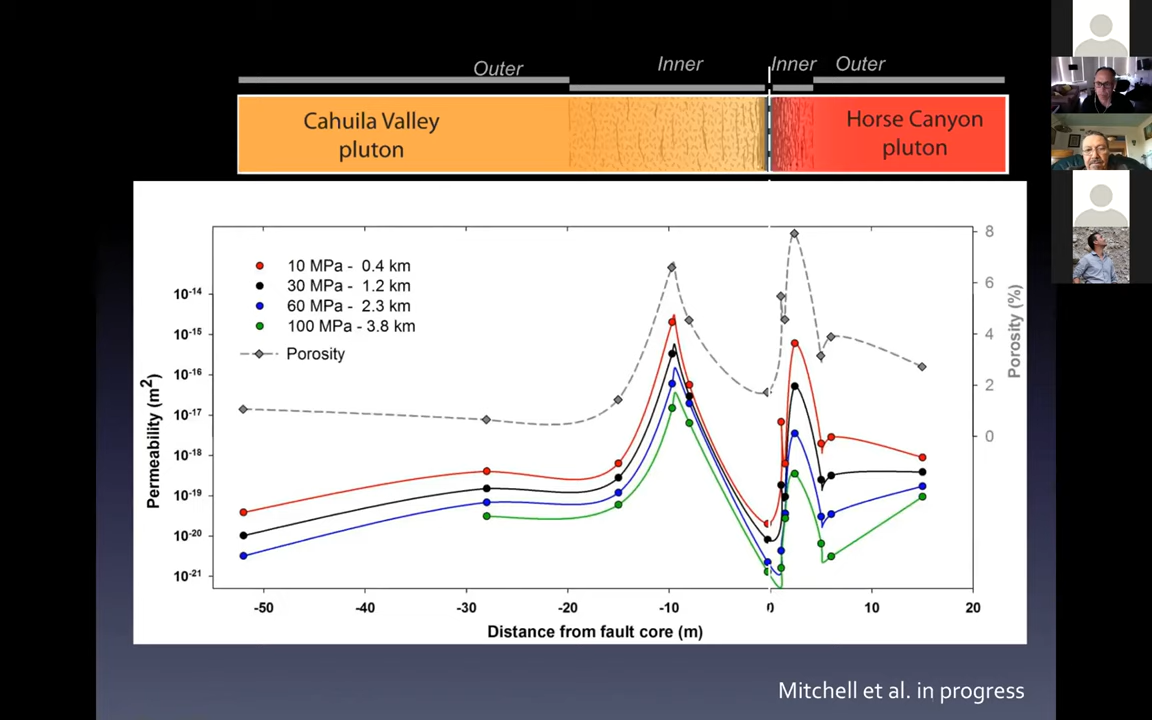 Outer Inner Inner Outer
Cahuila Valley
pluton
Horse Canyon
pluton
10 MPa - 0.4 km
30 MPa - 1.2 km
60 MPa - 2.3 km
100 MPa - 3.8 km
Porosity
Permeability (m2)
10-14
10-15
10-16
10-17
10-18
10-19
10-20
10-21
8
6
4
2
0
Porosity (%)
-50 -40 -30 -20 -10 0 10 20
Distance from fault core (m)
Mitchell et al. in progress